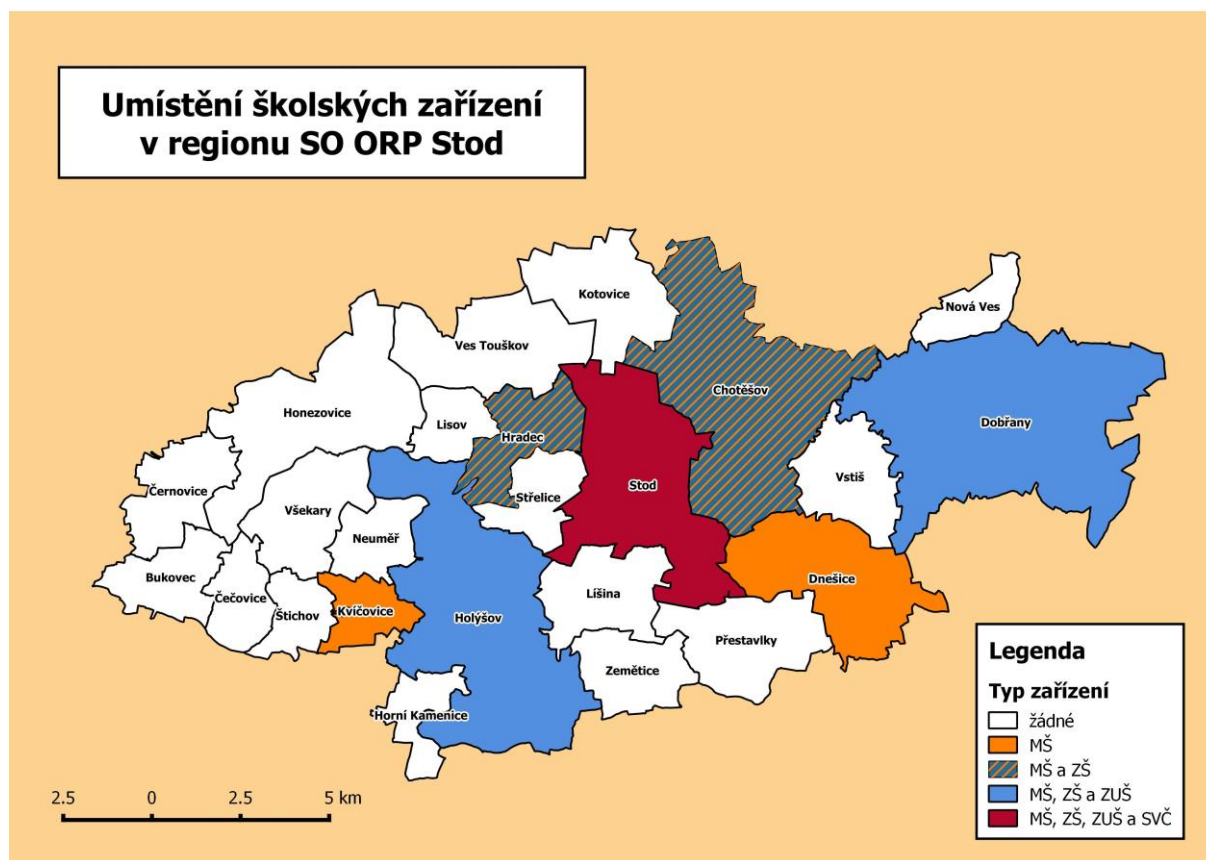 Umístění školských zařízení
v regionu SO ORP Stod
Kotovice
Nová Ves
Ves Touškov
Chotěšov
Honezovice
Lisov
Hradec
Dobřany
Vstiš
Stod
Střelice
Černovice
Všekary
Neuměř
Bukovec
Čečovice
Štichov
Kvíčovice
Holýšov
Líšina
Dnešice
Přestavlky
Zemětice
Horní Kamenice
Legenda
Typ zařízení
žádné
MŠ
MŠ a ZŠ
MŠ, ZŠ a ZUŠ
MŠ, ZŠ, ZUŠ a SVČ
2.5 0 2.5 5 km